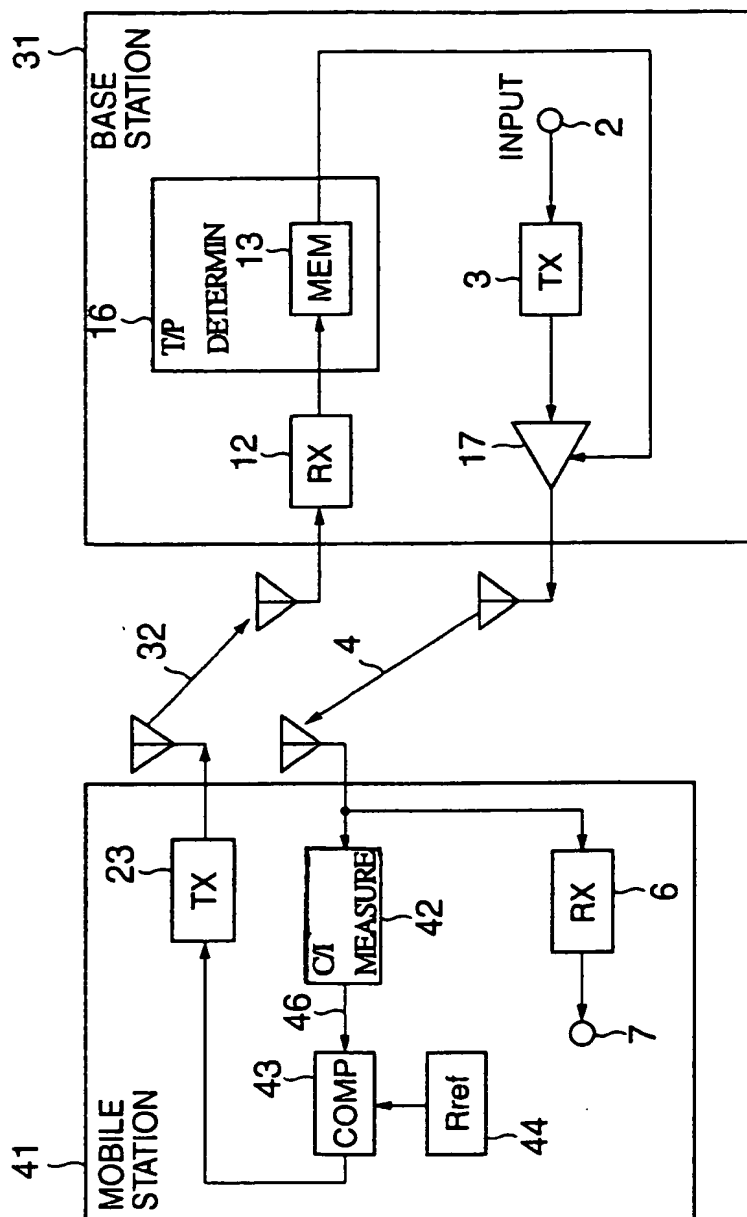 41
MOBILE
STATION
23
TX
43
COMP
46
C/I
MEASURE
42
Rref
44
RX
6
7
32
4
31
BASE
STATION
16
T/P
DETERMIN
13
MEM
12
RX
INPUT
2
3
TX
17